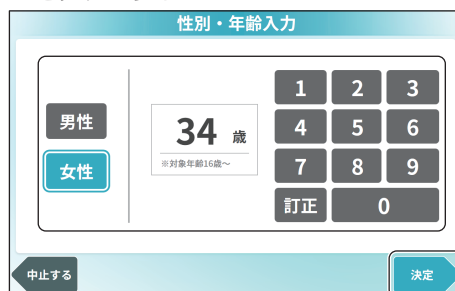 性別・年齢入力
男性
女性
34 歳
※対象年齢16歳～
1 2 3
4 5 6
7 8 9
訂正 0
中止する
決定